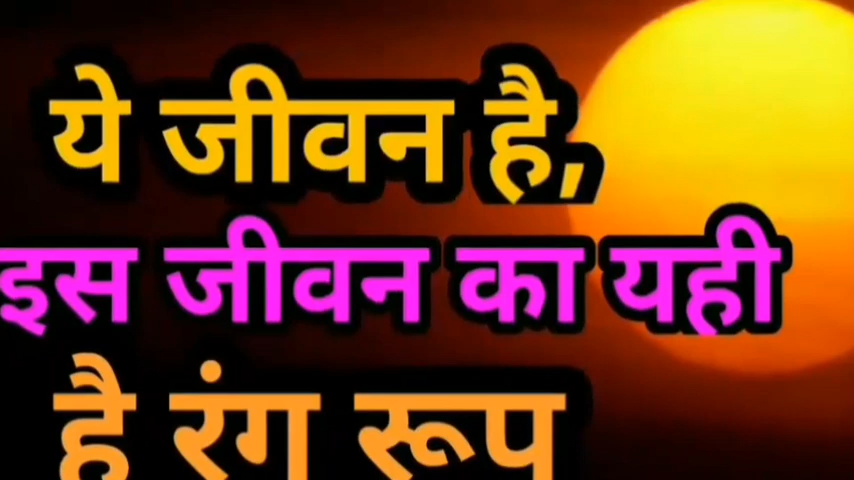 ये जीवन है,
इस जीवन का यही
है रंग रूप